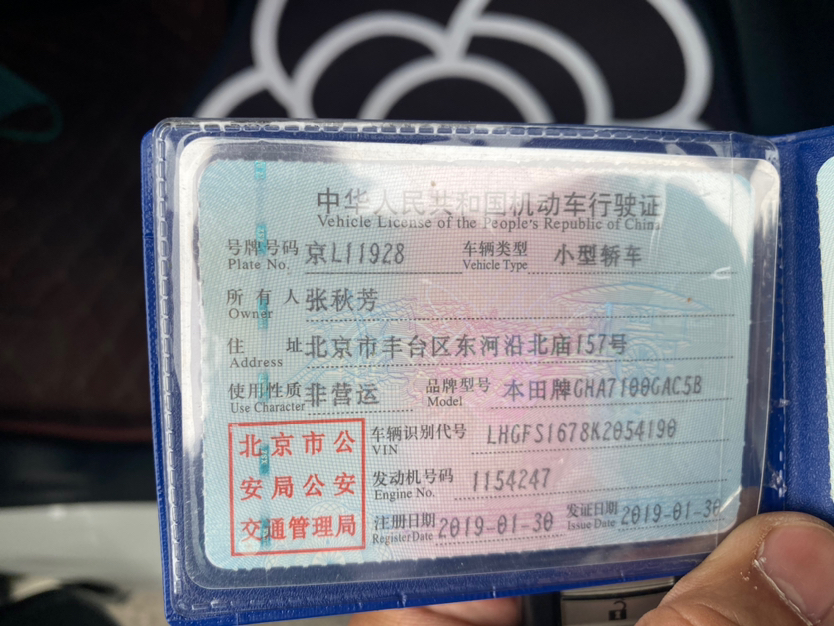 中华人民共和国机动车行驶证
Vehicle License of the People's Republic of China
号牌号码 京L11928 车辆类型 小型轿车
Plate No. Vehicle Type
所有人 张秋芳
Owner
住址 北京市丰台区东河沿北庙157号
Address
使用性质 非营运 品牌型号 本田牌GHA7100GAC5B
Use Character Model
北京市公
安局公安
交通管理局
车辆识别代号 LHGFS1678K2054190
VIN
发动机号码 1154247
Engine No.
注册日期 2019-01-30 发证日期 2019-01-30
Register Date Issue Date